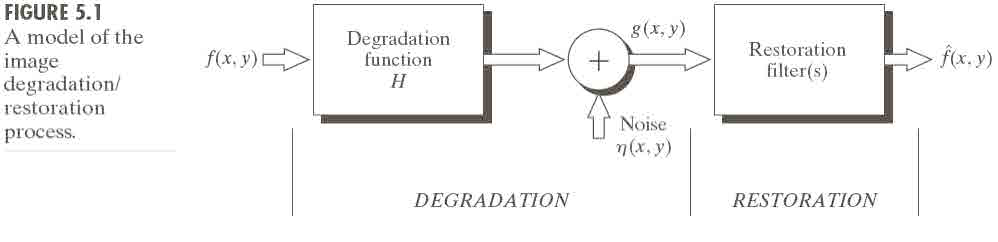 FIGURE 5.1
A model of the
image
degradation/
restoration
process.
f(x, y)
Degradation
function
H
+
g(x, y)
Noise
η(x, y)
Restoration
filter(s)
f̂(x, y)
DEGRADATION
RESTORATION